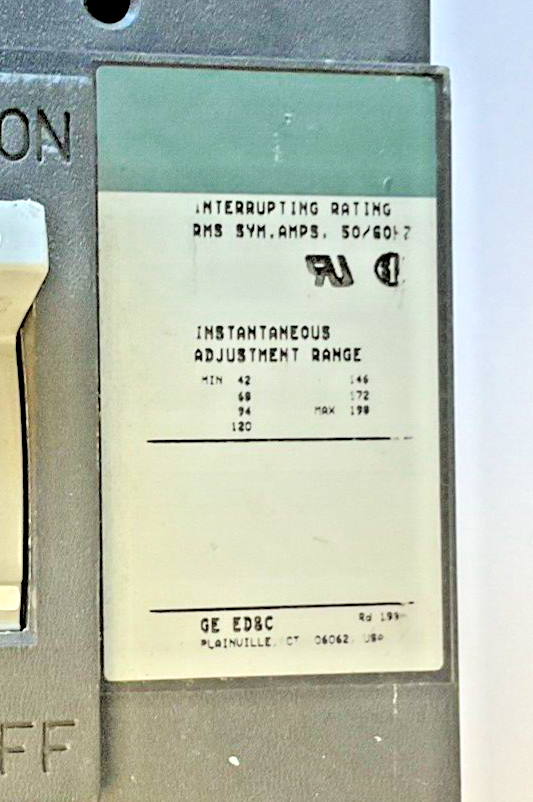 ON
INTERRUPTING RATING
RMS SYM.AMPS. 50/60HZ
INSTANTANEOUS
ADJUSTMENT RANGE
MIN 42 146
68 172
94 MAX 198
120
GE ED&C Rd
PLAINVILLE, CT 06062, USA
FF